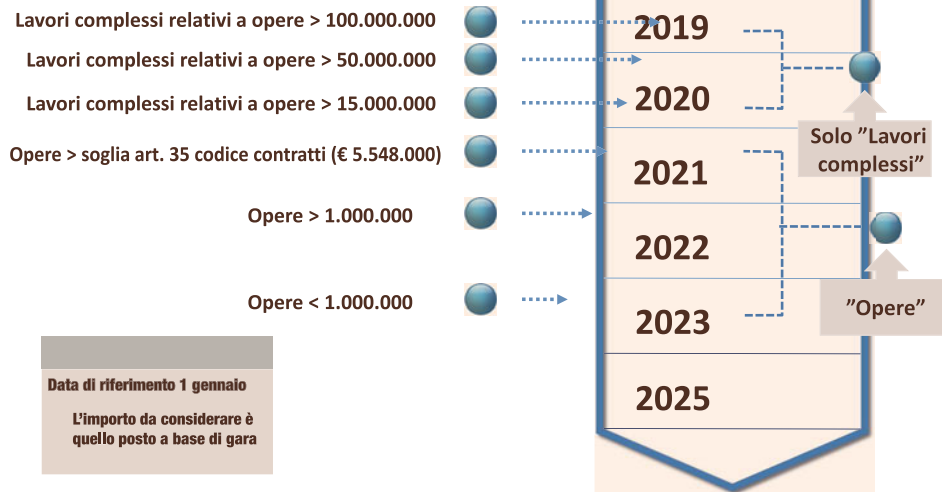 Lavori complessi relativi a opere > 100.000.000
2019
Lavori complessi relativi a opere > 50.000.000
Lavori complessi relativi a opere > 15.000.000
2020
Solo ”Lavori
complessi”
Opere > soglia art. 35 codice contratti (€ 5.548.000)
2021
Opere > 1.000.000
2022
Opere < 1.000.000
”Opere”
2023
Data di riferimento 1 gennaio
L’importo da considerare è
quello posto a base di gara
2025